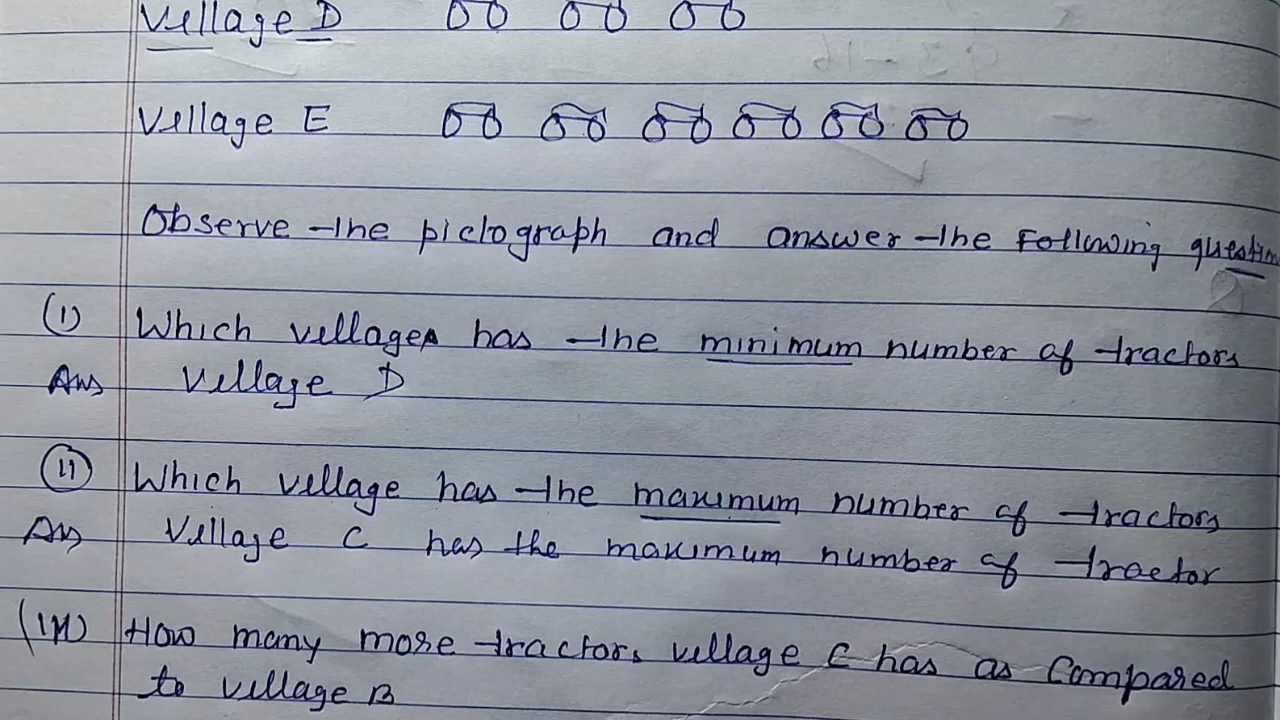 Village D
Village E
Observe the pictograph and answer the following question
(i) Which village has the minimum number of tractors
Ans Village D
(ii) Which village has the maximum number of tractors
Ans Village C has the maximum number of tractor
(iii) How many more tractors village C has as compared
to village B